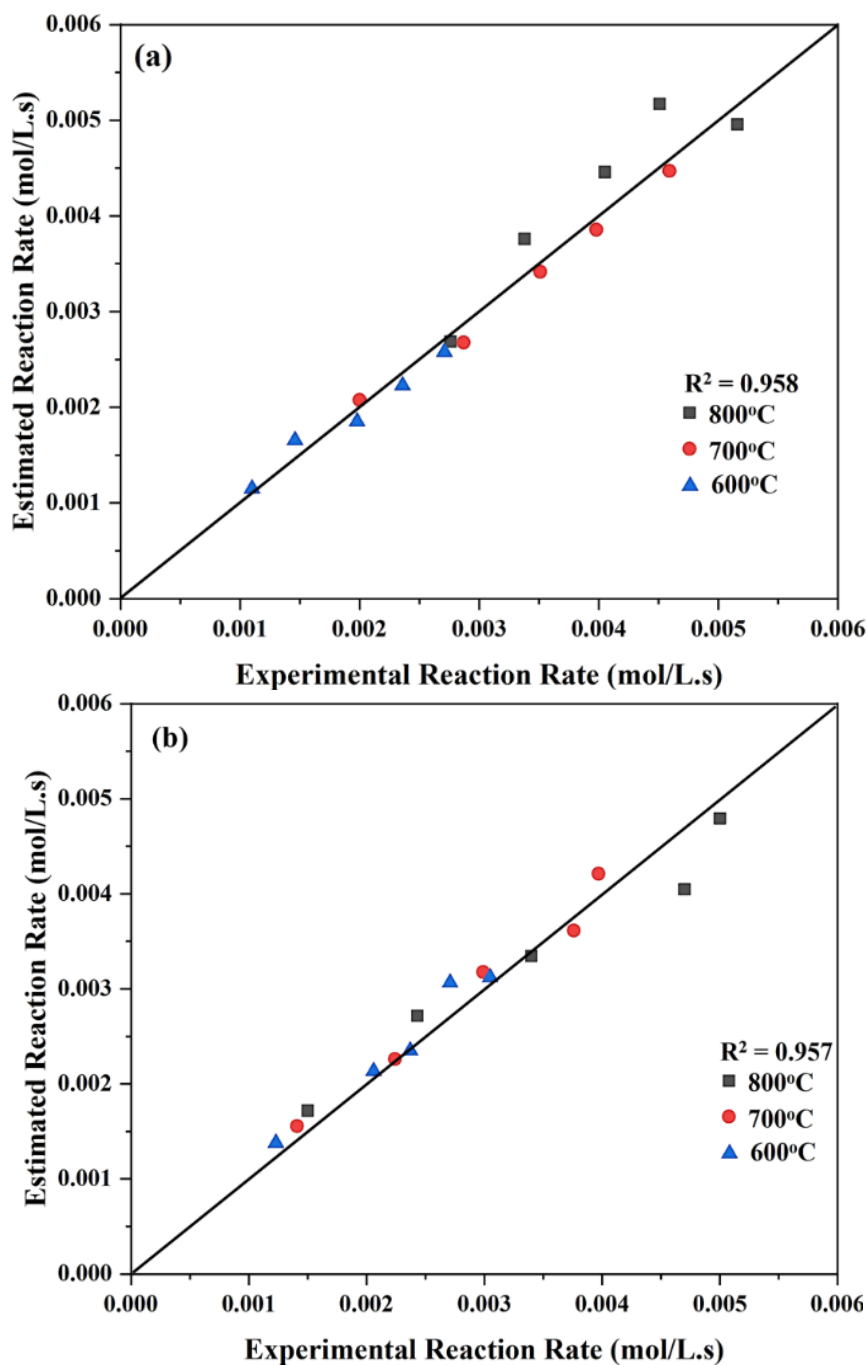 (a)
Estimated Reaction Rate (mol/L.s)
0.006
0.005
0.004
0.003
0.002
0.001
0.000
R² = 0.958
800°C
700°C
600°C
0.000 0.001 0.002 0.003 0.004 0.005 0.006
Experimental Reaction Rate (mol/L.s)
(b)
Estimated Reaction Rate (mol/L.s)
0.006
0.005
0.004
0.003
0.002
0.001
0.000
R² = 0.957
800°C
700°C
600°C
0.000 0.001 0.002 0.003 0.004 0.005 0.006
Experimental Reaction Rate (mol/L.s)